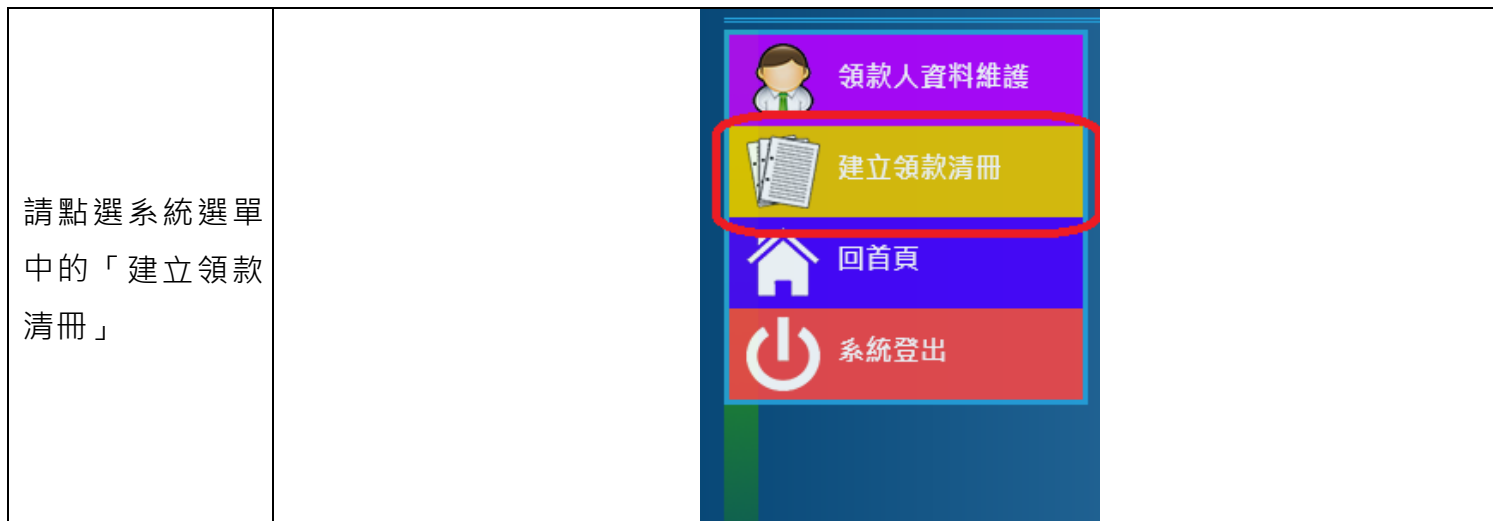 請點選系統選單
中的「建立領款
清冊」
領款人資料維護
建立領款清冊
回首頁
系統登出